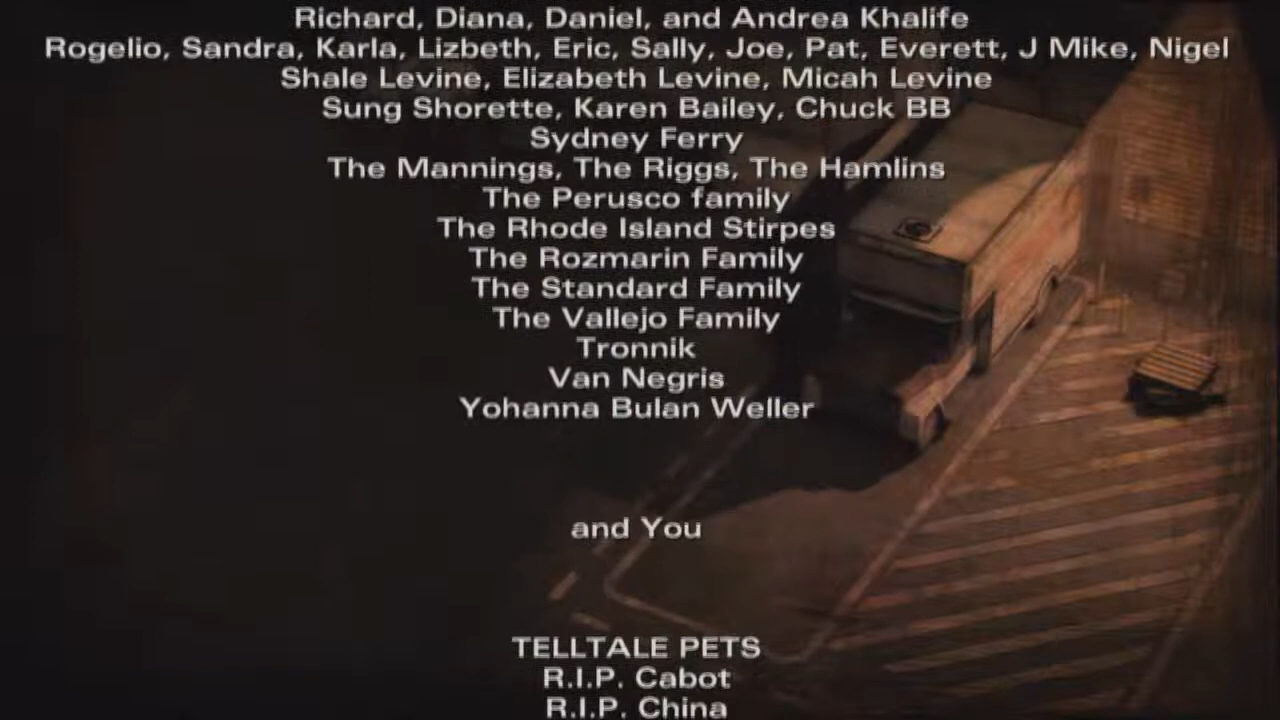 Richard, Diana, Daniel, and Andrea Khalife
Rogelio, Sandra, Karla, Lizbeth, Eric, Sally, Joe, Pat, Everett, J Mike, Nigel
Shale Levine, Elizabeth Levine, Micah Levine
Sung Shorette, Karen Bailey, Chuck BB
Sydney Ferry
The Mannings, The Riggs, The Hamlins
The Perusco family
The Rhode Island Stirpes
The Rozmarin Family
The Standard Family
The Vallejo Family
Tronnik
Van Negris
Yohanna Bulan Weller
and You
TELLTALE PETS
R.I.P. Cabot
R.I.P. China